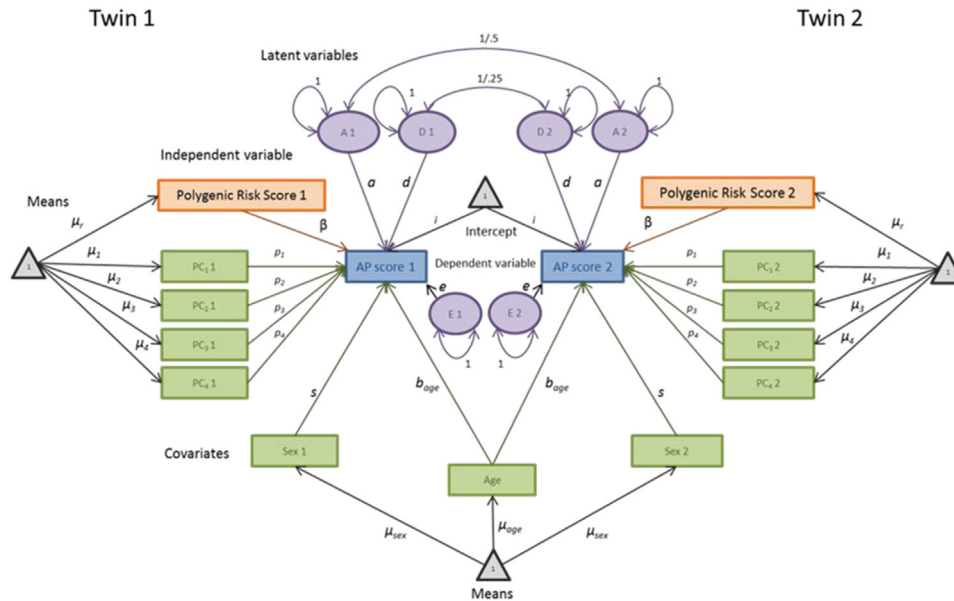 Twin 1
Twin 2
1/.5
Latent variables
1/.25
1
1
1
1
A 1
D 1
D 2
A 2
Independent variable
a
d
d
a
Polygenic Risk Score 1
Polygenic Risk Score 2
Means
1
μr
β
i
i
β
μr
Intercept
1
μ1
μ2
μ3
μ4
PC1 1
PC2 1
PC3 1
PC4 1
p1
p2
p3
p4
AP score 1
Dependent variable
AP score 2
e
e
E 1
E 2
1
1
p1
p2
p3
p4
PC1 2
PC2 2
PC3 2
PC4 2
μ1
μ2
μ3
μ4
1
s
bage
bage
s
Covariates
Sex 1
Sex 2
Age
μsex
μage
μsex
1
Means